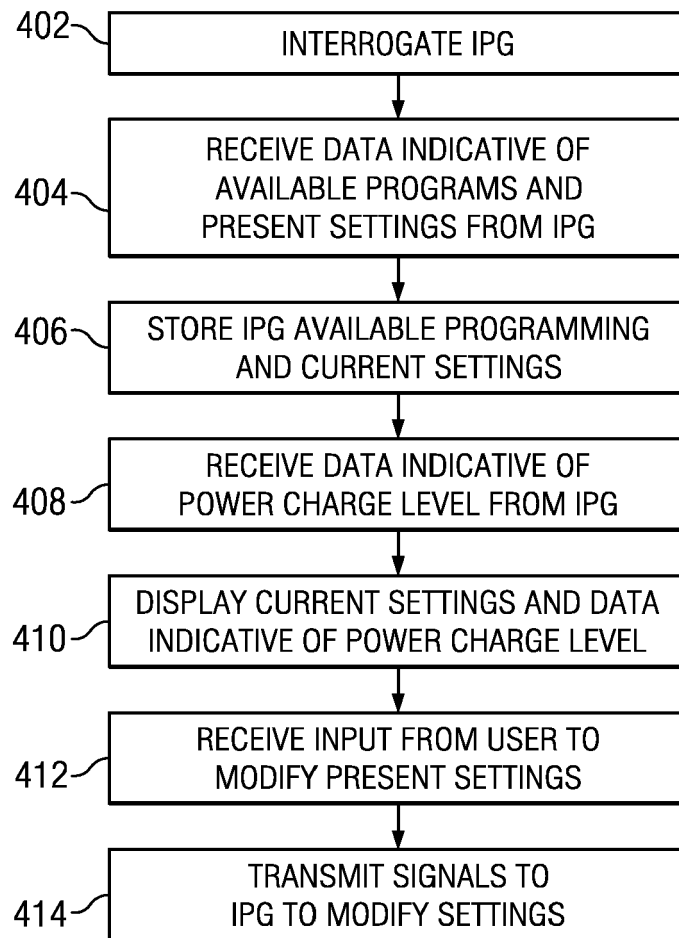 402
INTERROGATE IPG
404
RECEIVE DATA INDICATIVE OF
AVAILABLE PROGRAMS AND
PRESENT SETTINGS FROM IPG
406
STORE IPG AVAILABLE PROGRAMMING
AND CURRENT SETTINGS
408
RECEIVE DATA INDICATIVE OF
POWER CHARGE LEVEL FROM IPG
410
DISPLAY CURRENT SETTINGS AND DATA
INDICATIVE OF POWER CHARGE LEVEL
412
RECEIVE INPUT FROM USER TO
MODIFY PRESENT SETTINGS
414
TRANSMIT SIGNALS TO
IPG TO MODIFY SETTINGS